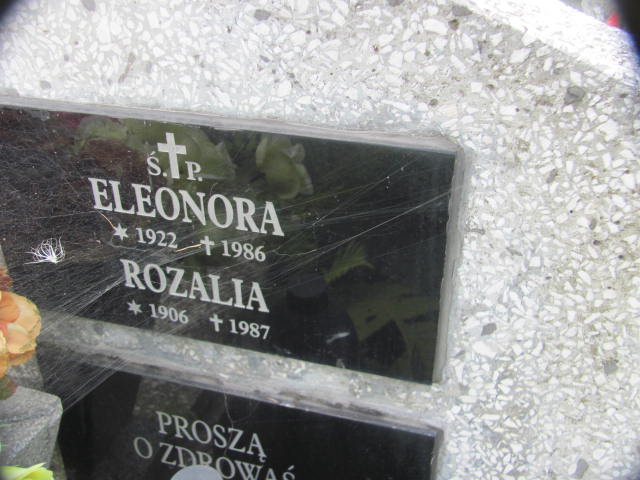 Ś. P.
ELEONORA
* 1922 † 1986
ROZALIA
* 1906 † 1987
PROSZĄ
O ZDROWAŚ